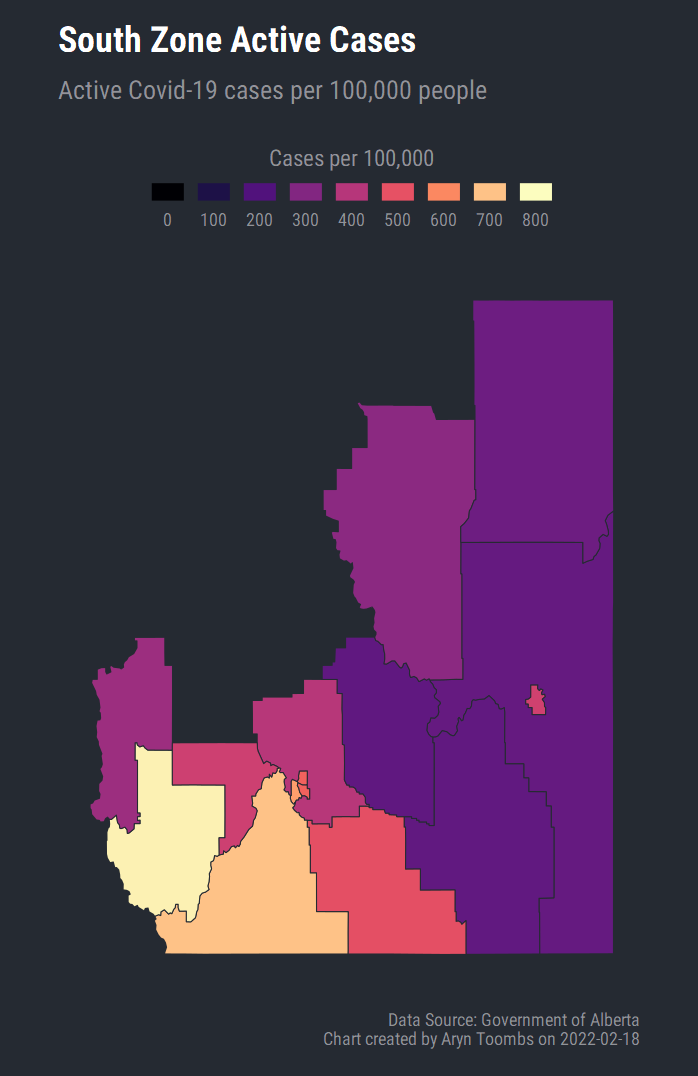 South Zone Active Cases
Active Covid-19 cases per 100,000 people
Cases per 100,000
0 100 200 300 400 500 600 700 800
Data Source: Government of Alberta
Chart created by Aryn Toombs on 2022-02-18